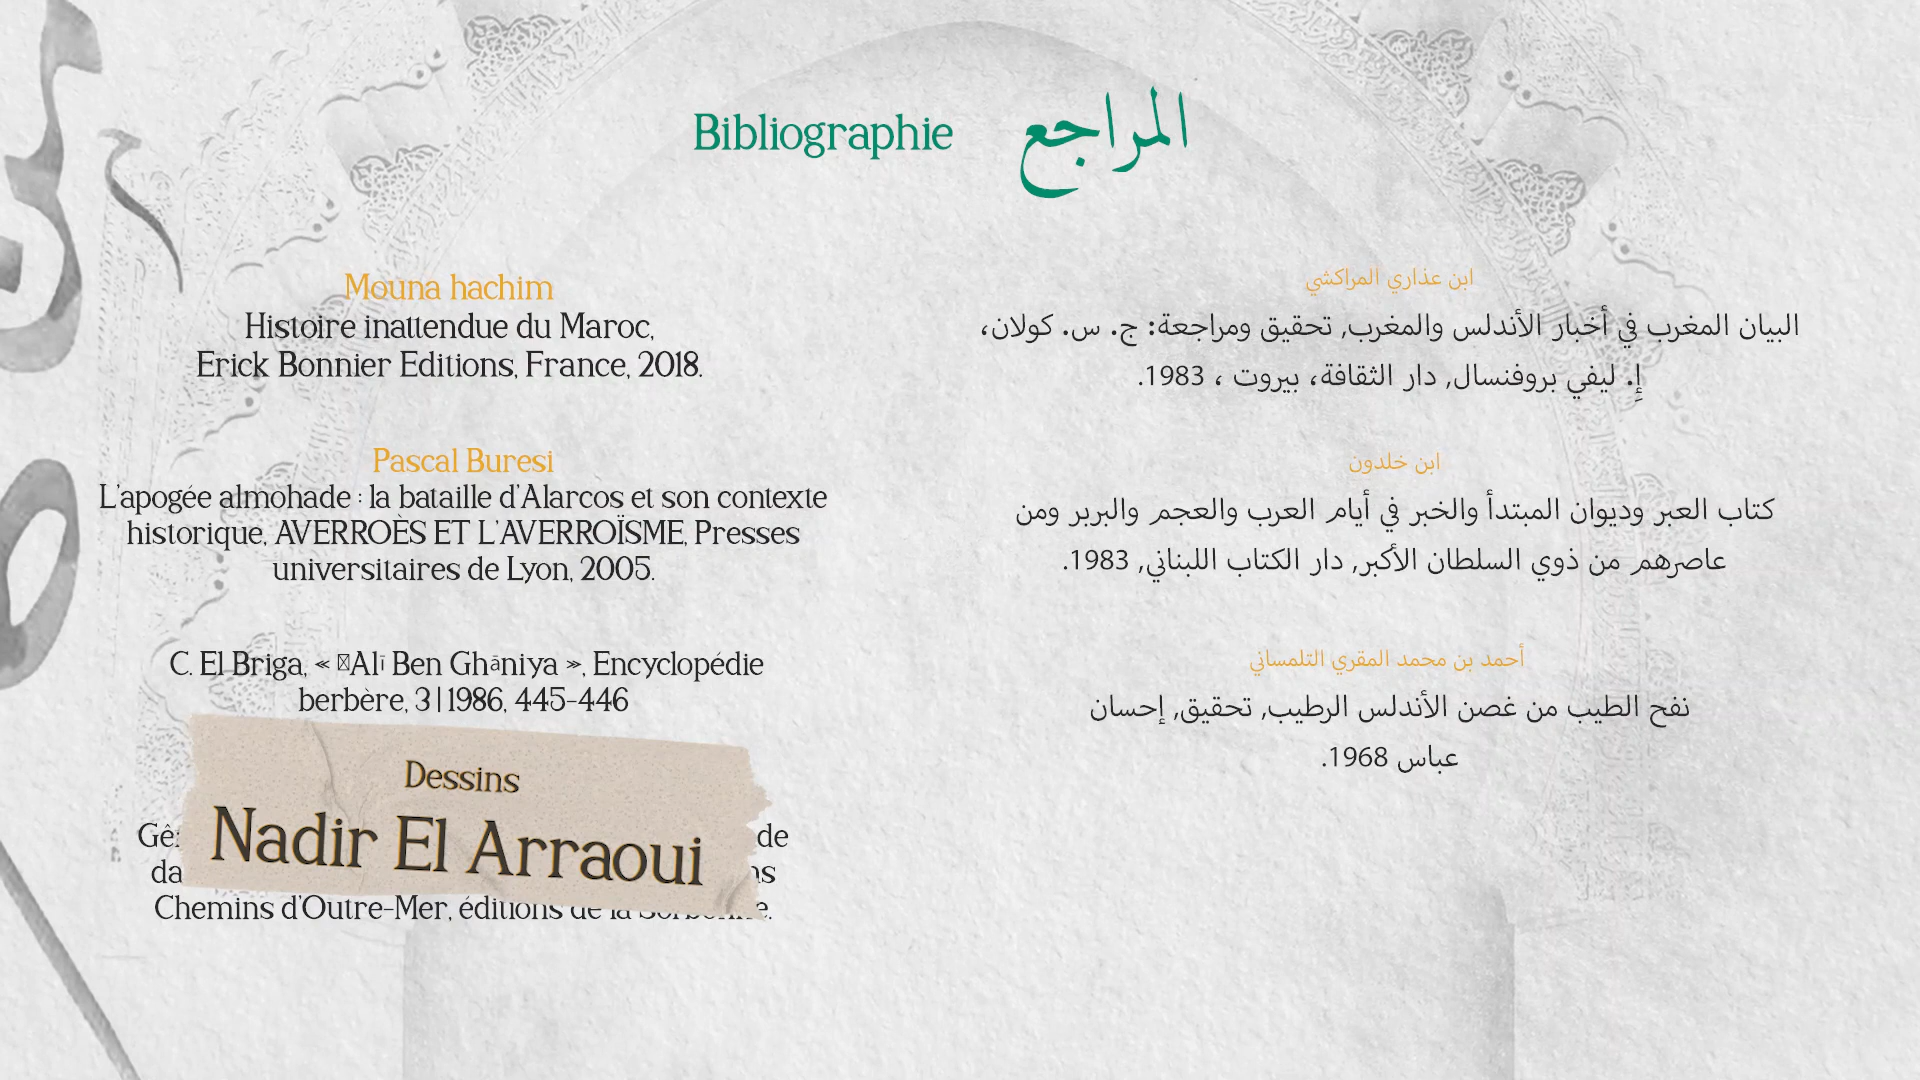 Bibliographie المراجع
Mouna hachim
Histoire inattendue du Maroc,
Erick Bonnier Editions, France, 2018.
Pascal Buresi
L'apogée almohade : la bataille d'Alarcos et son contexte
historique, AVERROÈS ET L'AVERROÏSME, Presses
universitaires de Lyon, 2005.
C. El Briga, « Alī Ben Ghāniya », Encyclopédie
berbère, 3 | 1986, 445-446
Dessins
Nadir El Arraoui
de
Chemins d'Outre-Mer, éditions de la
ابن عذاري المراكشي
البيان المغرب في أخبار الأندلس والمغرب, تحقيق ومراجعة: ج. س. كولان،
إِ. ليفي بروفنسال, دار الثقافة، بيروت ، 1983.
ابن خلدون
كتاب العبر وديوان المبتدأ والخبر في أيام العرب والعجم والبربر ومن
عاصرهم من ذوي السلطان الأكبر, دار الكتاب اللبناني, 1983.
أحمد بن محمد المقري التلمساني
نفح الطيب من غصن الأندلس الرطيب, تحقيق, إحسان
عباس 1968.